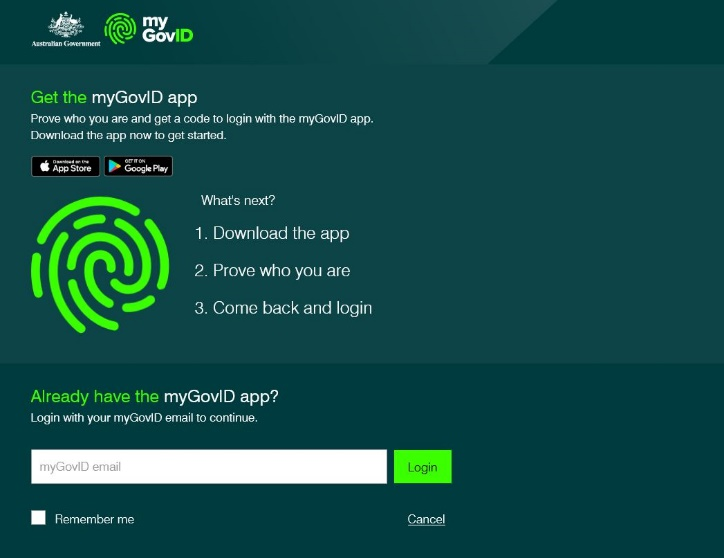 Australian Government
my
GovID
Get the myGovID app
Prove who you are and get a code to login with the myGovID app.
Download the app now to get started.
Download on the
App Store
GET IT ON
Google Play
What's next?
1. Download the app
2. Prove who you are
3. Come back and login
Already have the myGovID app?
Login with your myGovID email to continue.
myGovID email
Login
Remember me
Cancel